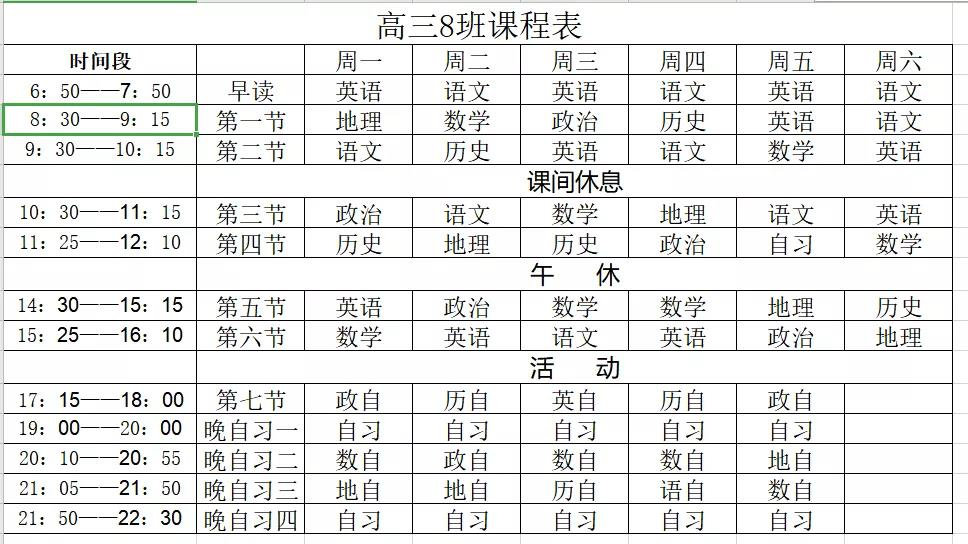 高三8班课程表
时间段 周一 周二 周三 周四 周五 周六
6：50——7：50 早读 英语 语文 英语 语文 英语 语文
8：30——9：15 第一节 地理 数学 政治 历史 英语 语文
9：30——10：15 第二节 语文 历史 英语 语文 数学 英语
课间休息
10：30——11：15 第三节 政治 语文 数学 地理 语文 英语
11：25——12：10 第四节 历史 地理 历史 政治 自习 数学
午 休
14：30——15：15 第五节 英语 政治 数学 数学 地理 历史
15：25——16：10 第六节 数学 英语 语文 英语 政治 地理
活 动
17：15——18：00 第七节 政自 历自 英自 历自 政自
19：00——20：00 晚自习一 自习 自习 自习 自习 自习
20：10——20：55 晚自习二 数自 政自 数自 数自 地自
21：05——21：50 晚自习三 地自 地自 历自 语自 数自
21：50——22：30 晚自习四 自习 自习 自习 自习 自习